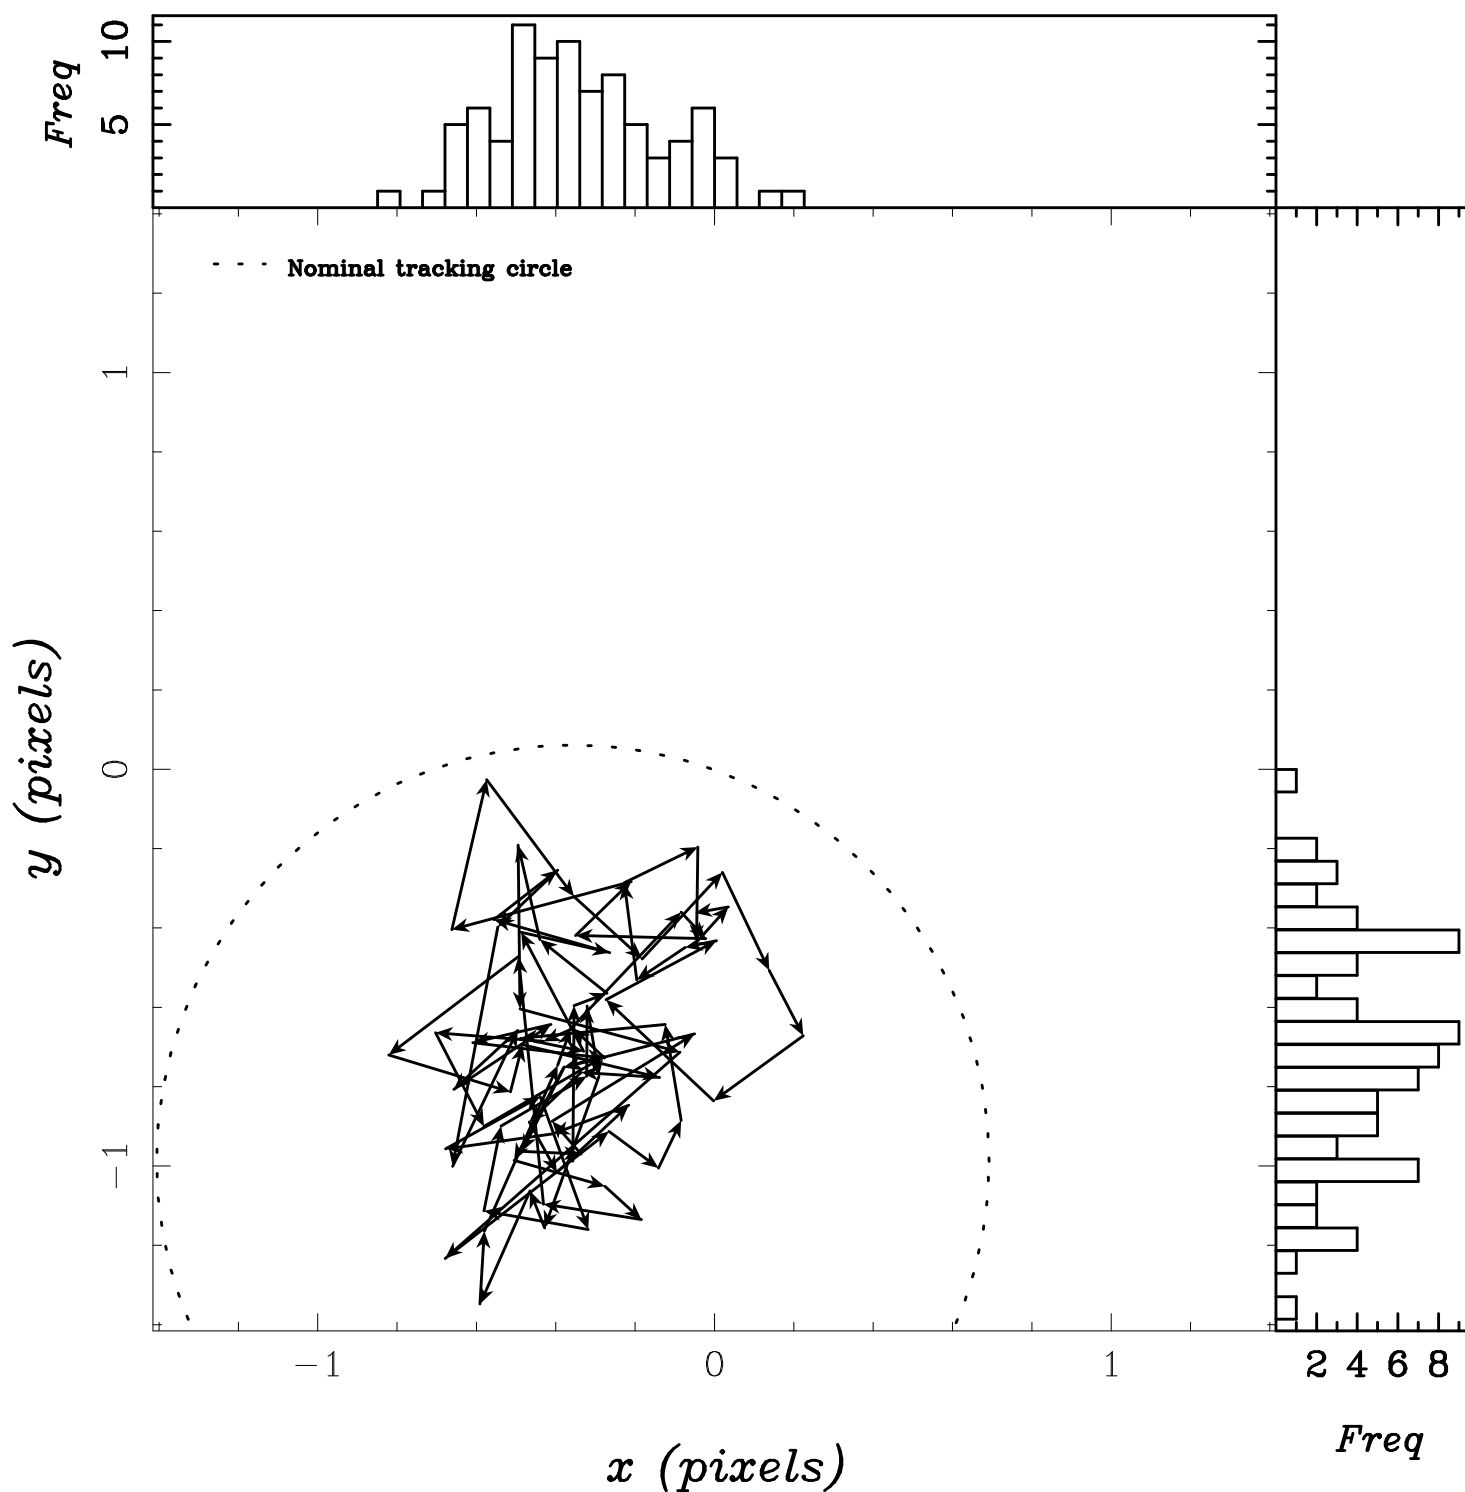 Freq
10
5
Nominal tracking circle
1
0
−1
y (pixels)
−1 0 1
2 4 6 8
x (pixels)
Freq